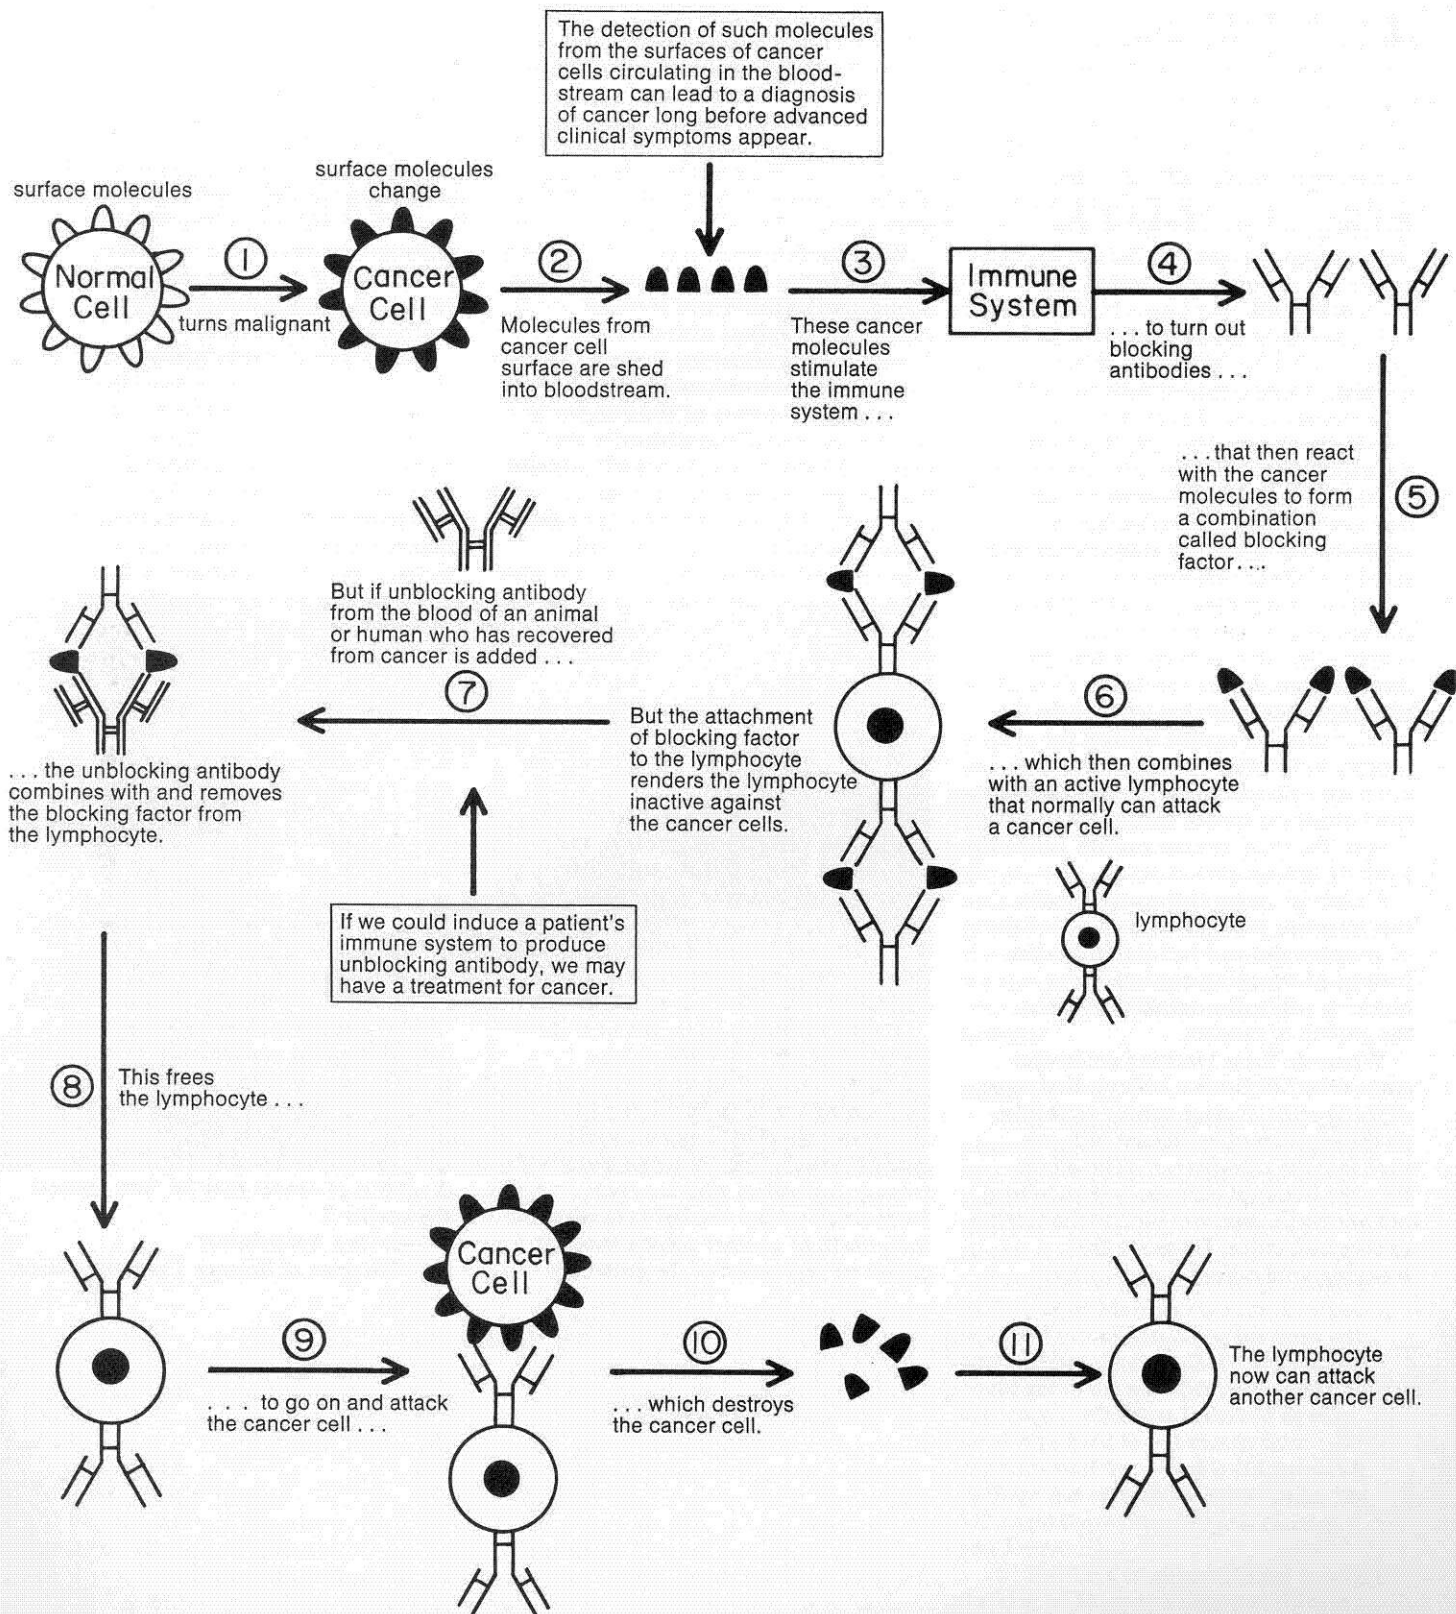 The detection of such molecules
from the surfaces of cancer
cells circulating in the blood-
stream can lead to a diagnosis
of cancer long before advanced
clinical symptoms appear.
surface molecules
Normal
Cell
1
turns malignant
surface molecules
change
Cancer
Cell
2
Molecules from
cancer cell
surface are shed
into bloodstream.
3
These cancer
molecules
stimulate
the immune
system . . .
Immune
System
4
. . . to turn out
blocking
antibodies . . .
. . . that then react
with the cancer
molecules to form
a combination
called blocking
factor . . .
5
6
. . . which then combines
with an active lymphocyte
that normally can attack
a cancer cell.
lymphocyte
But the attachment
of blocking factor
to the lymphocyte
renders the lymphocyte
inactive against
the cancer cells.
But if unblocking antibody
from the blood of an animal
or human who has recovered
from cancer is added . . .
7
If we could induce a patient's
immune system to produce
unblocking antibody, we may
have a treatment for cancer.
. . . the unblocking antibody
combines with and removes
the blocking factor from
the lymphocyte.
8
This frees
the lymphocyte . . .
9
. . . to go on and attack
the cancer cell . . .
Cancer
Cell
10
. . . which destroys
the cancer cell.
11
The lymphocyte
now can attack
another cancer cell.